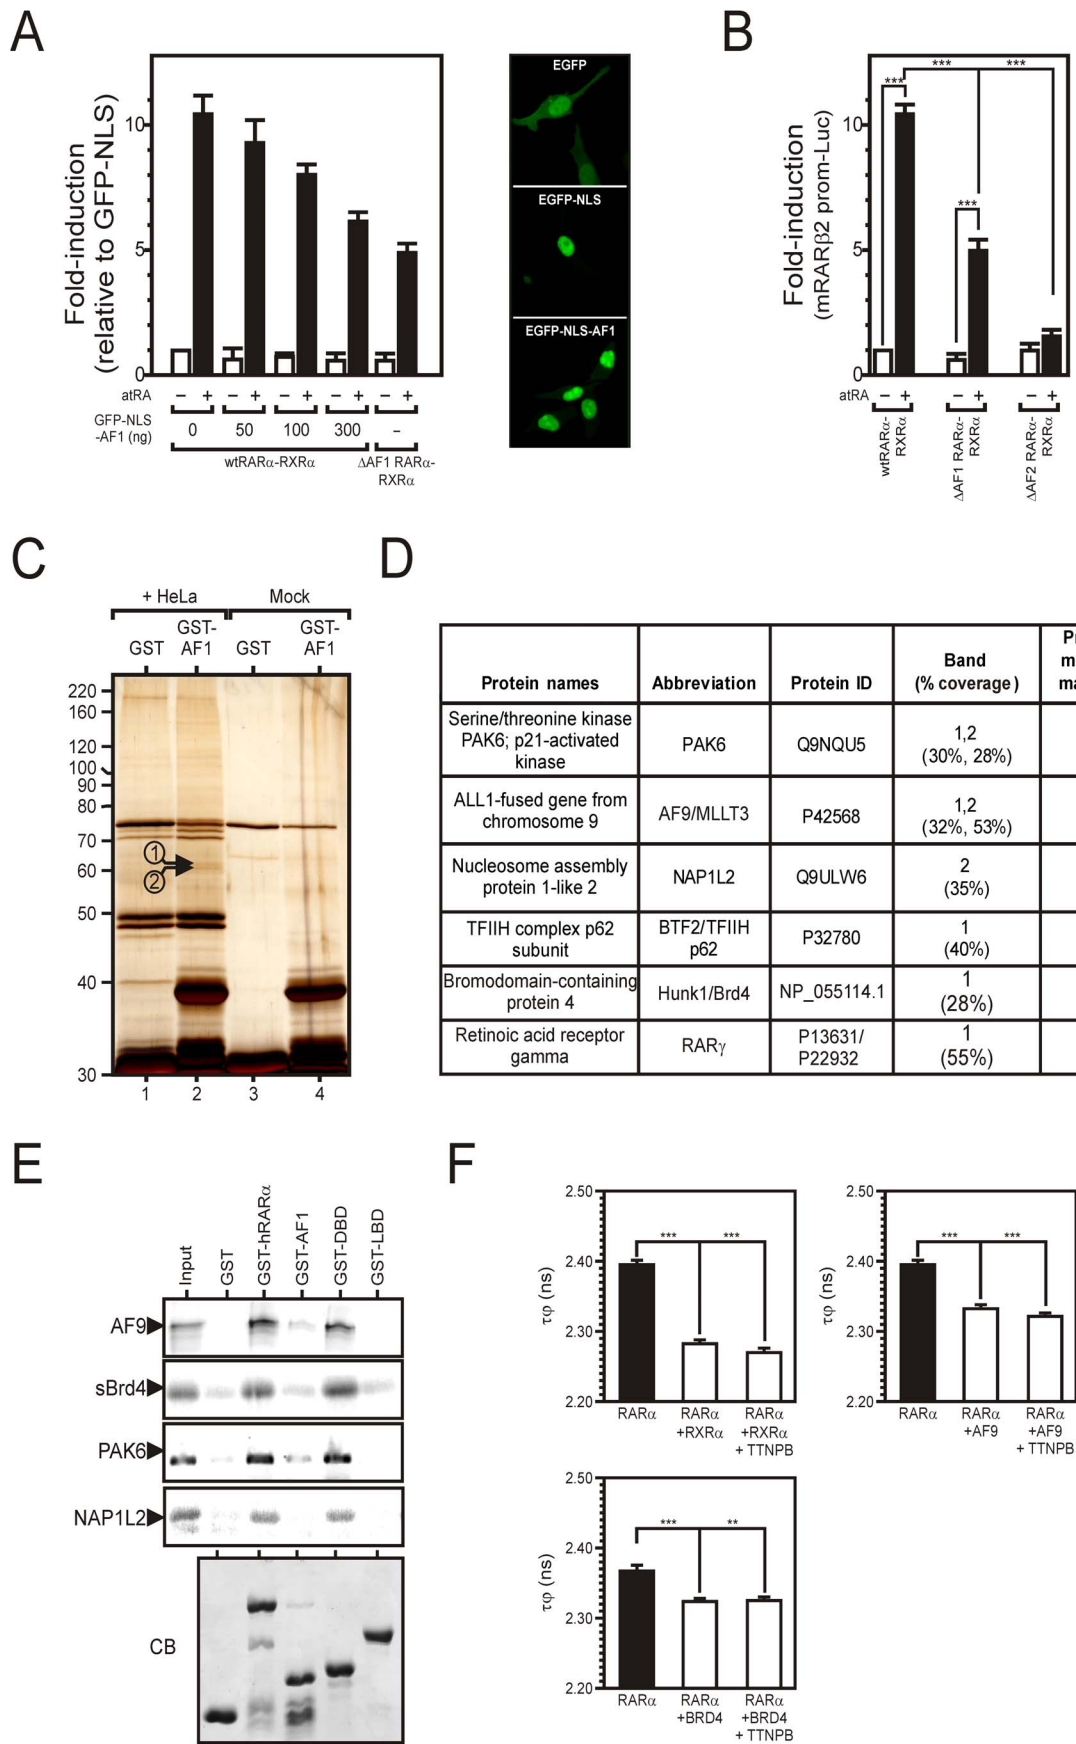 A
Fold-induction
(relative to GFP-NLS)
10
5
0
atRA
– + – + – + – + – +
GFP-NLS
-AF1 (ng)
0 50 100 300 –
wtRARα-RXRα
ΔAF1 RARα-
RXRα
EGFP
EGFP-NLS
EGFP-NLS-AF1
B
Fold-induction
(mRARβ2 prom-Luc)
10
5
0
*** *** ***
***
atRA
– + – + – +
wtRARα-
RXRα
ΔAF1 RARα-
RXRα
ΔAF2 RARα-
RXRα
C
+ HeLa Mock
GST GST-
AF1 GST GST-
AF1
220
160
120
100
90
80
70
60
50
40
30
1
2
1 2 3 4
D
Protein names Abbreviation Protein ID Band
(% coverage)
Serine/threonine kinase
PAK6; p21-activated
kinase
PAK6 Q9NQU5 1,2
(30%, 28%)
ALL1-fused gene from
chromosome 9
AF9/MLLT3 P42568 1,2
(32%, 53%)
Nucleosome assembly
protein 1-like 2
NAP1L2 Q9ULW6 2
(35%)
TFIIH complex p62
subunit
BTF2/TFIIH
p62
P32780 1
(40%)
Bromodomain-containing
protein 4
Hunk1/Brd4 NP_055114.1 1
(28%)
Retinoic acid receptor
gamma
RARγ P13631/
P22932
1
(55%)
E
Input
GST
GST-hRARα
GST-AF1
GST-DBD
GST-LBD
AF9
sBrd4
PAK6
NAP1L2
CB
F
τφ (ns)
2.50
2.40
2.30
2.20
*** ***
RARα
RARα
+RXRα
RARα
+RXRα
+ TTNPB
τφ (ns)
2.50
2.40
2.30
2.20
*** ***
RARα
RARα
+AF9
RARα
+AF9
+ TTNPB
τφ (ns)
2.50
2.40
2.30
2.20
*** **
RARα
RARα
+BRD4
RARα
+BRD4
+ TTNPB